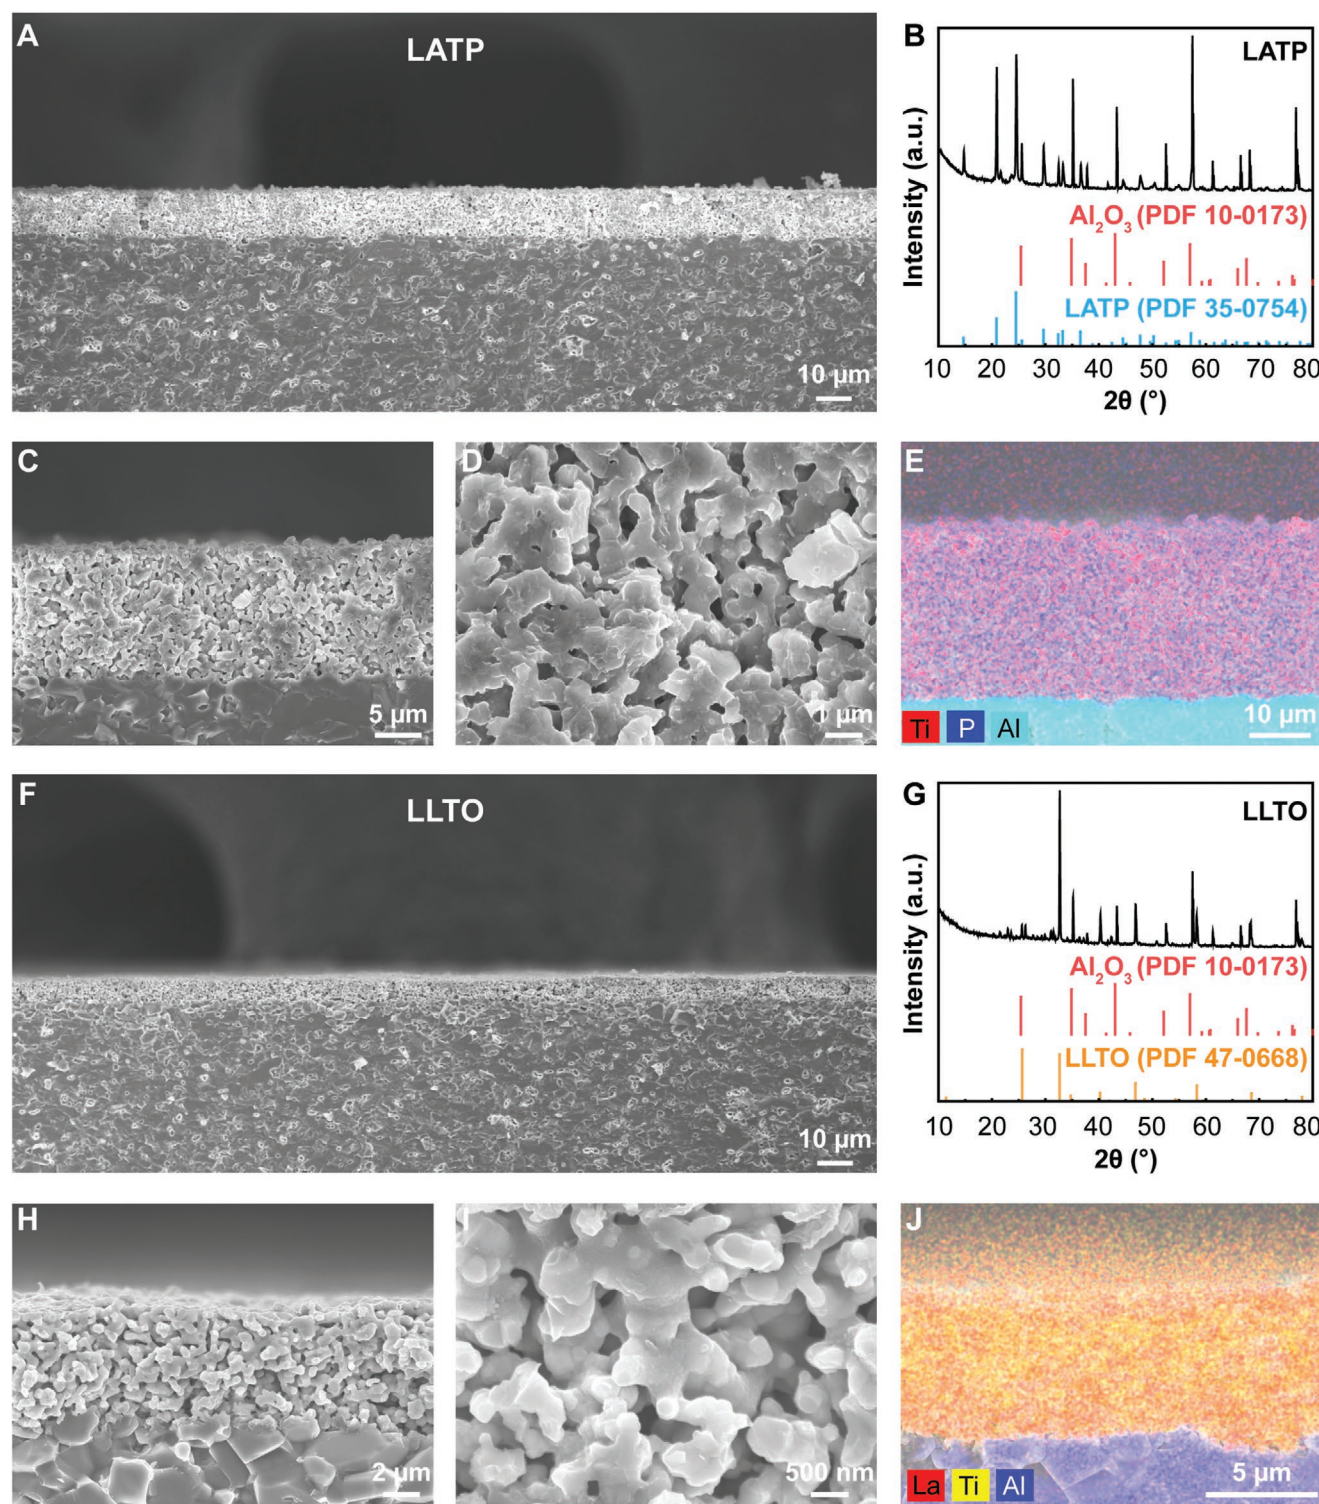 A
LATP
10 µm
B
LATP
Intensity (a.u.)
Al₂O₃ (PDF 10-0173)
LATP (PDF 35-0754)
10 20 30 40 50 60 70 80
2θ (°)
C
5 µm
D
1 µm
E
Ti P Al
10 µm
F
LLTO
10 µm
G
LLTO
Intensity (a.u.)
Al₂O₃ (PDF 10-0173)
LLTO (PDF 47-0668)
10 20 30 40 50 60 70 80
2θ (°)
H
2 µm
I
500 nm
J
La Ti Al
5 µm